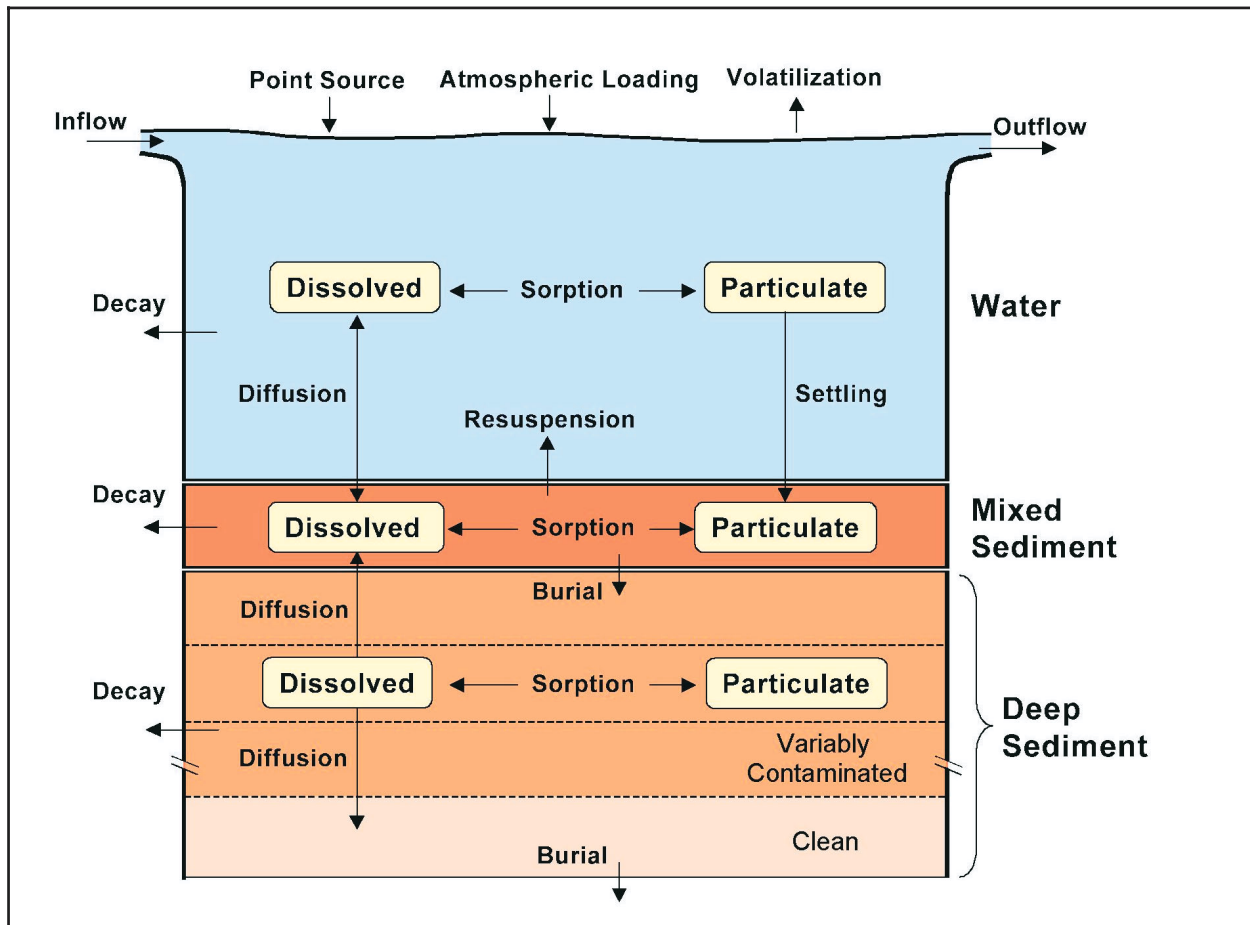 Point Source
Atmospheric Loading
Volatilization
Inflow
Outflow
Dissolved
Sorption
Particulate
Decay
Water
Diffusion
Settling
Resuspension
Decay
Dissolved
Sorption
Particulate
Mixed
Sediment
Burial
Diffusion
Dissolved
Sorption
Particulate
Decay
Deep
Sediment
Diffusion
Variably
Contaminated
Clean
Burial